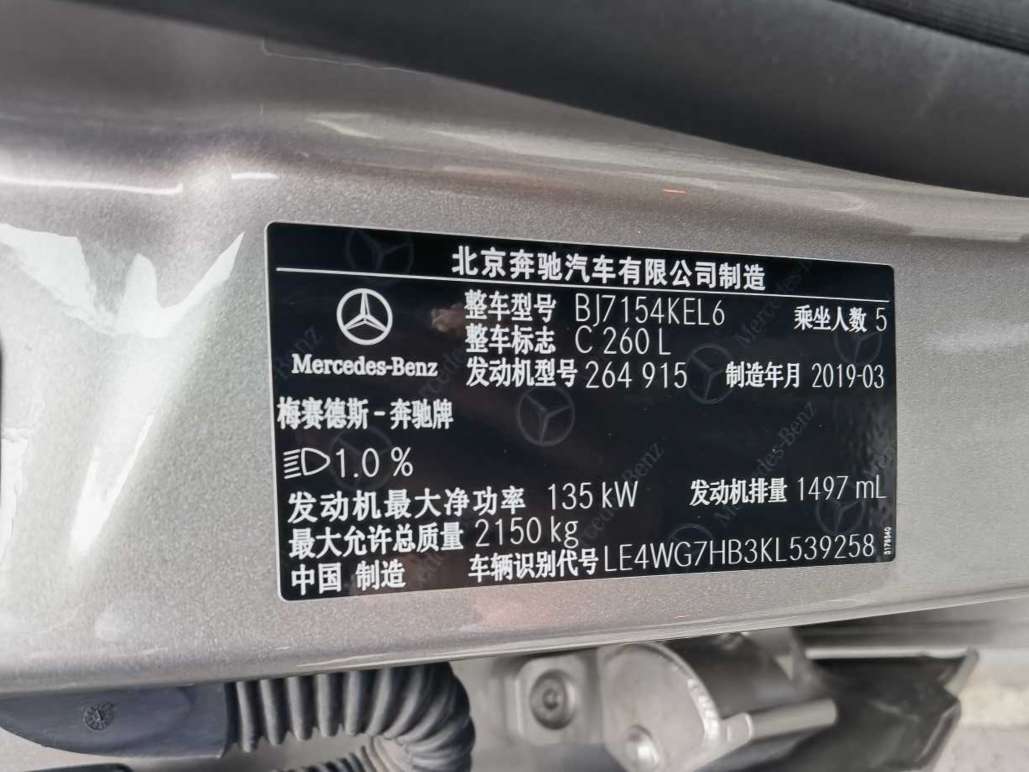 北京奔驰汽车有限公司制造
Mercedes-Benz
整车型号 BJ7154KEL6 乘坐人数 5
整车标志 C 260 L
发动机型号 264 915 制造年月 2019-03
梅赛德斯-奔驰牌
1.0 %
发动机最大净功率 135 kW 发动机排量 1497 mL
最大允许总质量 2150 kg
中国 制造 车辆识别代号 LE4WG7HB3KL539258